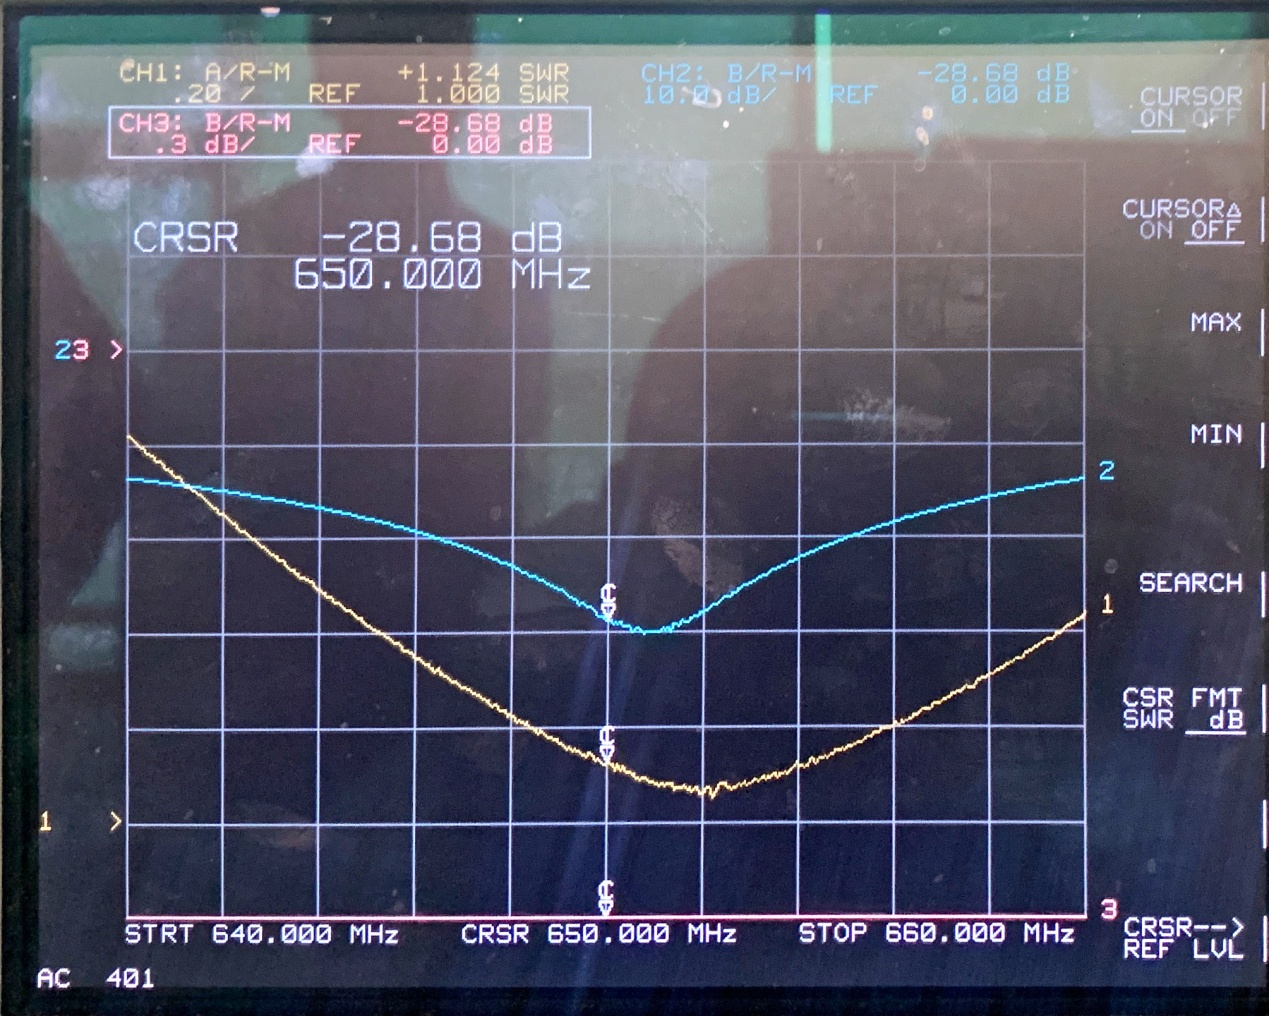 CH1: A/R-M +1.124 SWR
.20 / REF 1.000 SWR
CH2: B/R-M -28.68 dB
10.0 dB/ REF 0.00 dB
CH3: B/R-M -28.68 dB
.3 dB/ REF 0.00 dB
CURSOR
ON OFF
CRSR -28.68 dB
650.000 MHz
CURSOR△
ON OFF
MAX
23 >
MIN
2
SEARCH
1
CSR FMT
SWR dB
1 >
C
C
C
3
STRT 640.000 MHz CRSR 650.000 MHz STOP 660.000 MHz
CRSR-->
REF LVL
AC 401